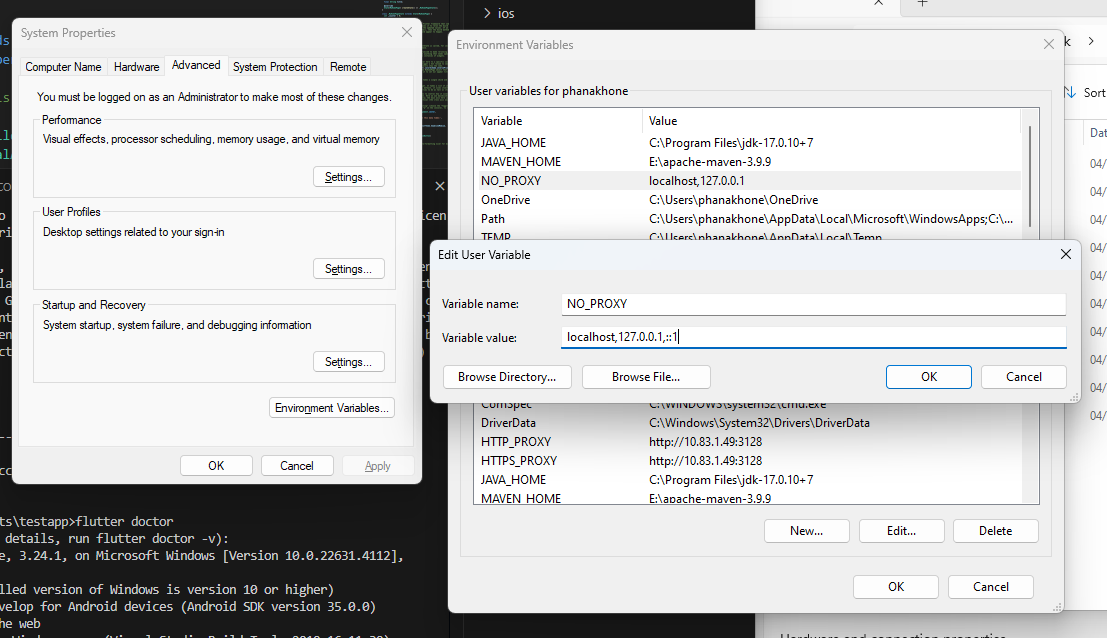 ios
System Properties
Computer Name
Hardware
Advanced
System Protection
Remote
You must be logged on as an Administrator to make most of these changes.
Performance
Visual effects, processor scheduling, memory usage, and virtual memory
Settings...
User Profiles
Desktop settings related to your sign-in
Settings...
Startup and Recovery
System startup, system failure, and debugging information
Settings...
Environment Variables...
OK
Cancel
Apply
Environment Variables
User variables for phanakhone
Variable Value
JAVA_HOME C:\Program Files\jdk-17.0.10+7
MAVEN_HOME E:\apache-maven-3.9.9
NO_PROXY localhost,127.0.0.1
OneDrive C:\Users\phanakhone\OneDrive
Path C:\Users\phanakhone\AppData\Local\Microsoft\WindowsApps;C:\...
TEMP C:\Users\phanakhone\AppData\Local\Temp
Edit User Variable
Variable name: NO_PROXY
Variable value: localhost,127.0.0.1,::1
Browse Directory...
Browse File...
OK
Cancel
ComSpec C:\WINDOWS\system32\cmd.exe
DriverData C:\Windows\System32\Drivers\DriverData
HTTP_PROXY http://10.83.1.49:3128
HTTPS_PROXY http://10.83.1.49:3128
JAVA_HOME C:\Program Files\jdk-17.0.10+7
MAVEN_HOME E:\apache-maven-3.9.9
New...
Edit...
Delete
OK
Cancel
Sort
Dat
04/
04/
04/
04/
04/
04/
04/
04/
04/
04/
ts\testapp>flutter doctor
details, run flutter doctor -v):
e, 3.24.1, on Microsoft Windows [Version 10.0.22631.4112],
lled version of Windows is version 10 or higher)
velop for Android devices (Android SDK version 35.0.0)
he web
Hardware and connection properties